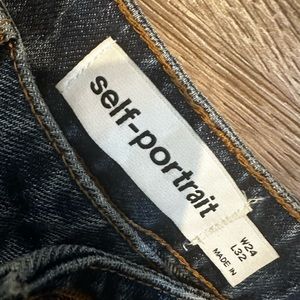 self-portrait
W24
L32
MADE IN